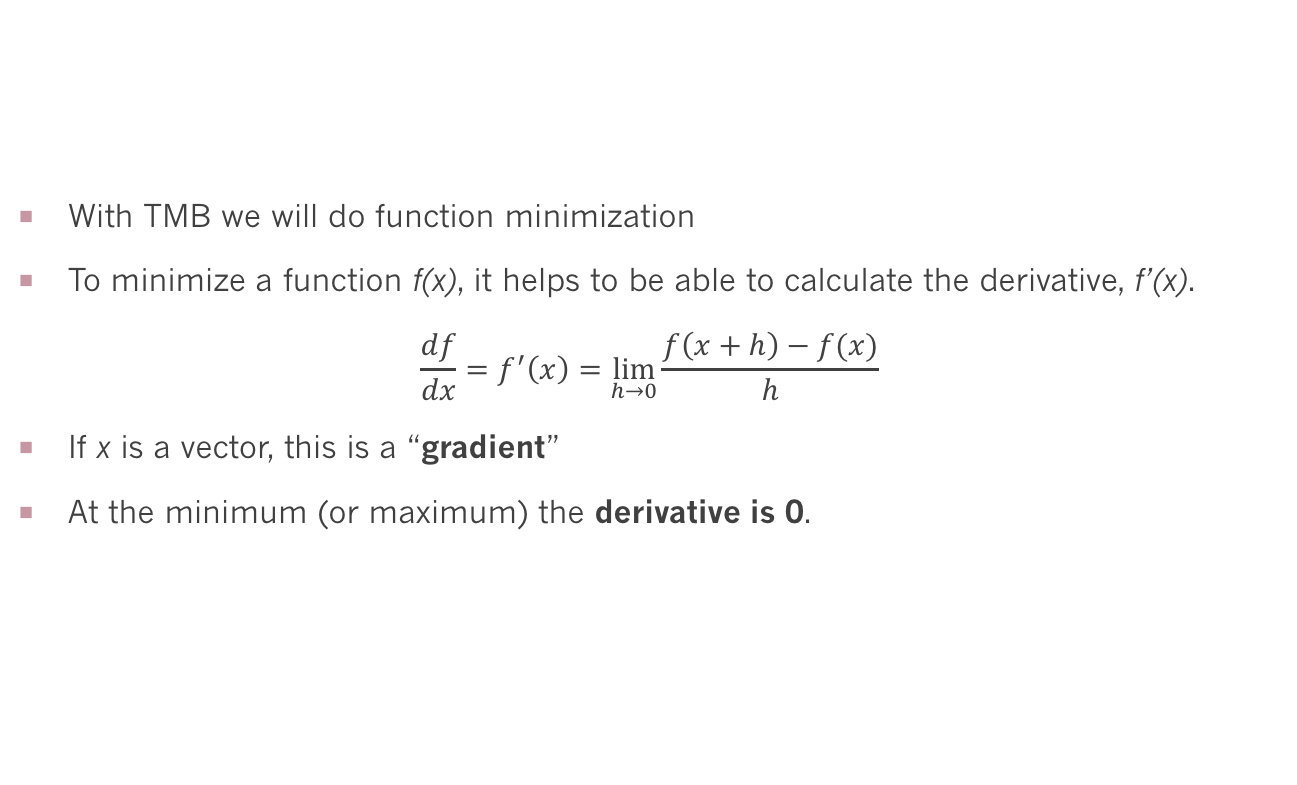 ▪ With TMB we will do function minimization
▪ To minimize a function f(x), it helps to be able to calculate the derivative, f’(x).
df/dx = f′(x) = lim h→0 f(x + h) − f(x) / h
▪ If x is a vector, this is a “gradient”
▪ At the minimum (or maximum) the derivative is 0.